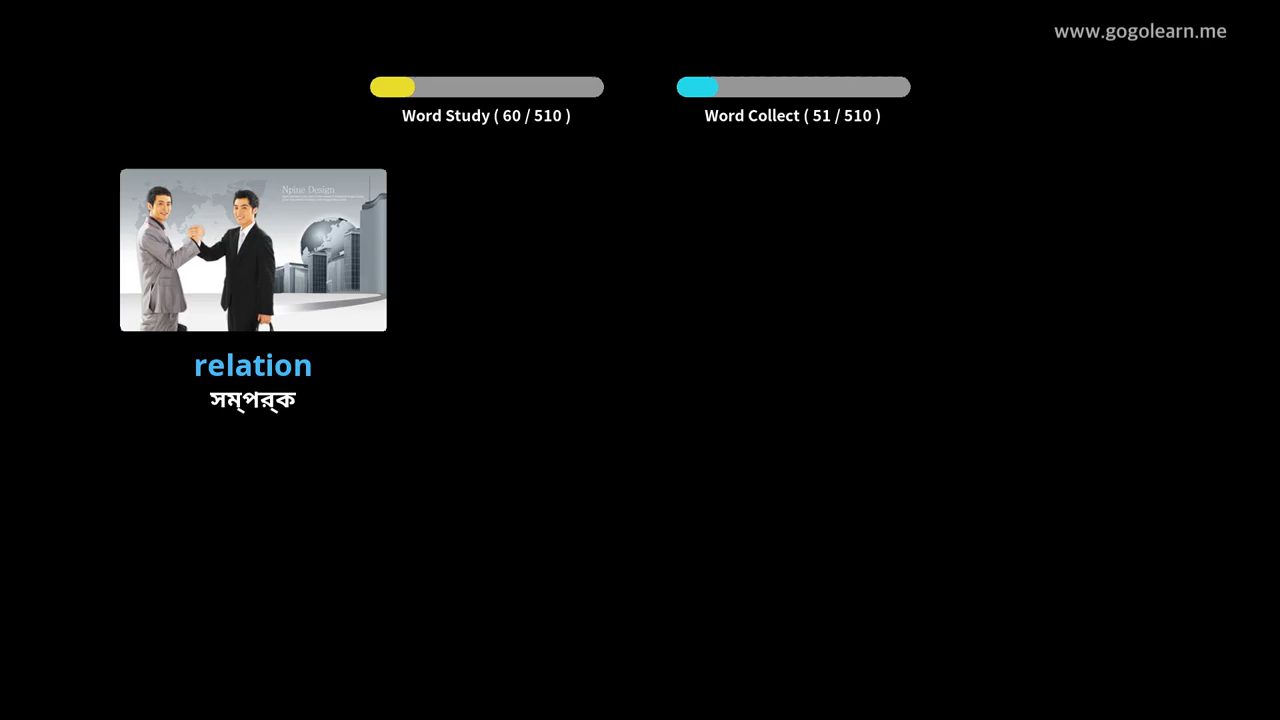 www.gogolearn.me
Word Study ( 60 / 510 )
Word Collect ( 51 / 510 )
Npine Design
relation
সম্পর্ক